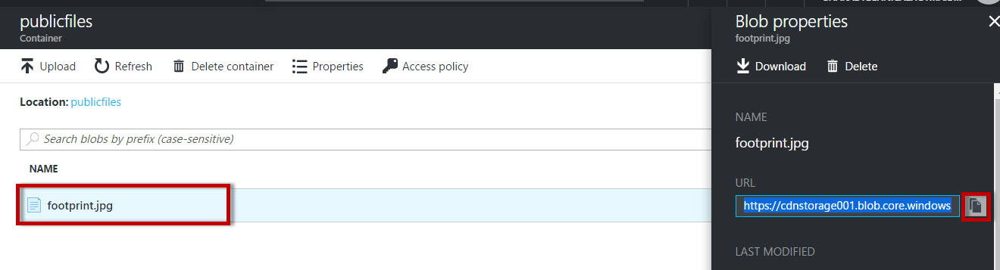 publicfiles
Container
Upload
Refresh
Delete container
Properties
Access policy
Location: publicfiles
Search blobs by prefix (case-sensitive)
NAME
footprint.jpg
Blob properties
footprint.jpg
Download
Delete
NAME
footprint.jpg
URL
https://cdnstorage001.blob.core.windows
LAST MODIFIED